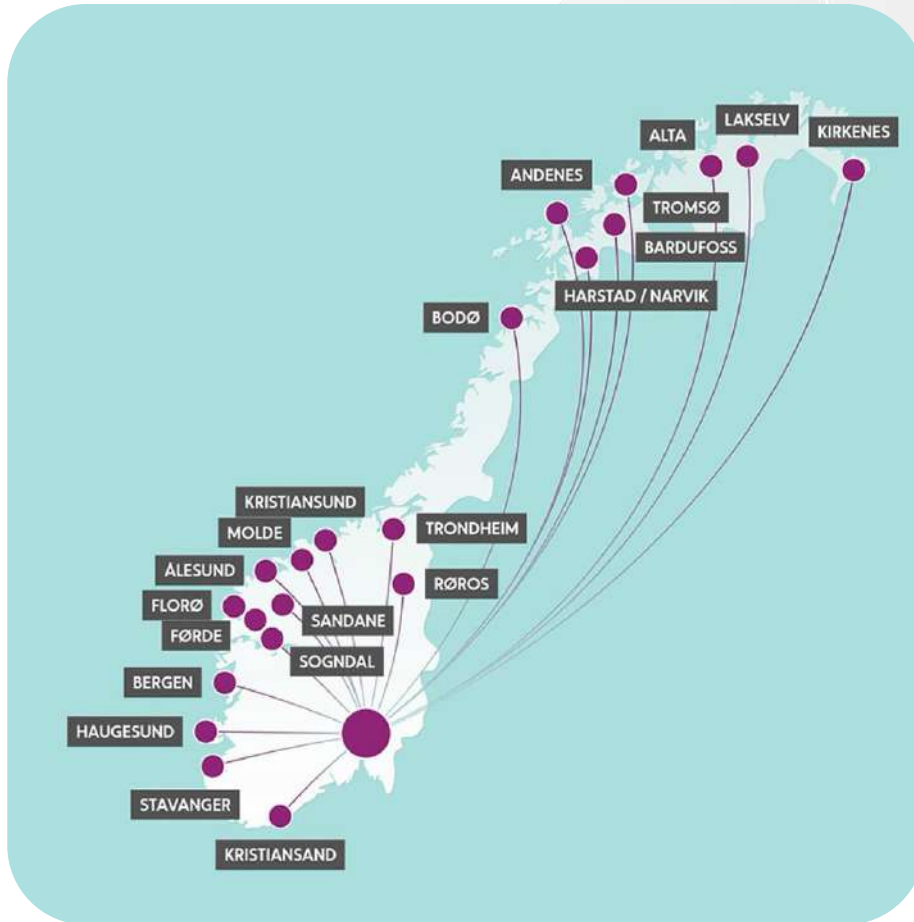 LAKSELV
ALTA
KIRKENES
ANDENES
TROMSØ
BARDUFOSS
HARSTAD / NARVIK
BODØ
KRISTIANSUND
TRONDHEIM
MOLDE
ÅLESUND
RØROS
FLORØ
SANDANE
FØRDE
SOGNDAL
BERGEN
HAUGESUND
STAVANGER
KRISTIANSAND